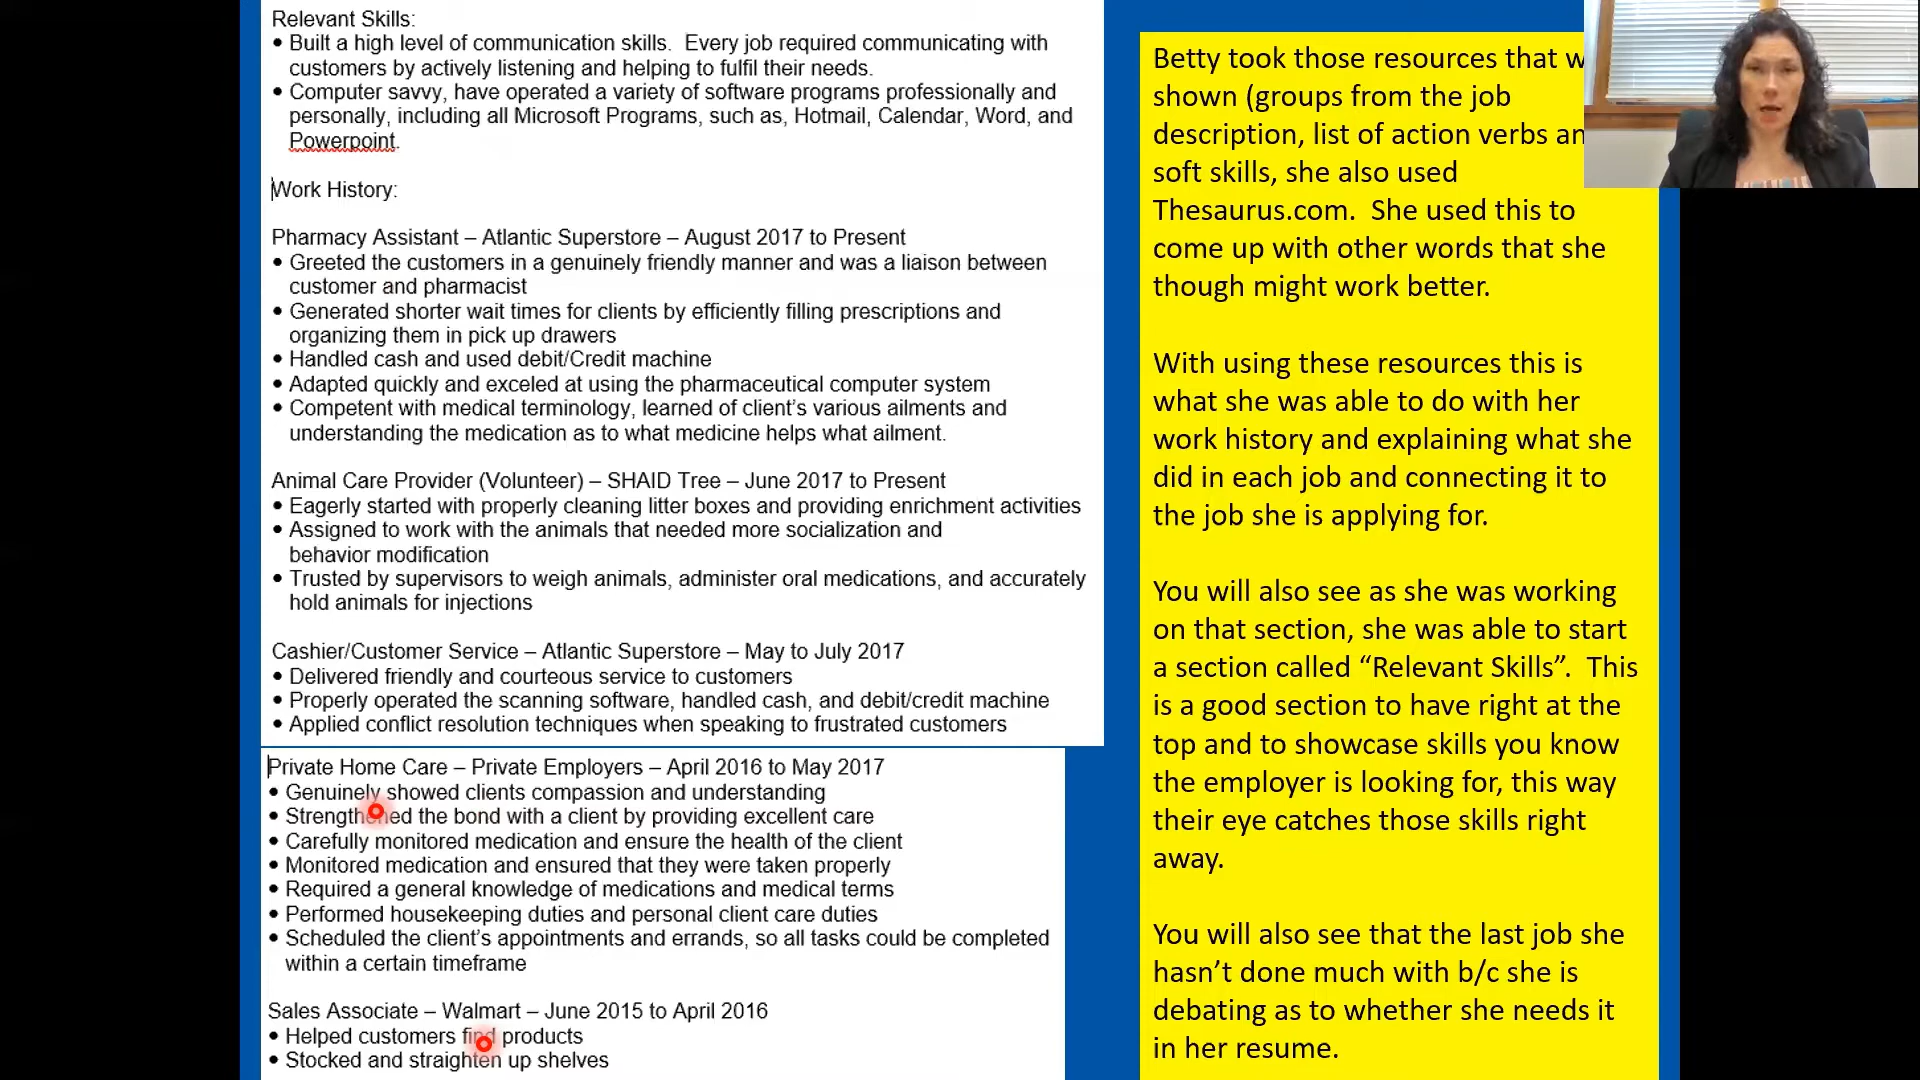 Relevant Skills:
• Built a high level of communication skills.  Every job required communicating with
customers by actively listening and helping to fulfil their needs.
• Computer savvy, have operated a variety of software programs professionally and
personally, including all Microsoft Programs, such as, Hotmail, Calendar, Word, and
Powerpoint.
Work History:
Pharmacy Assistant – Atlantic Superstore – August 2017 to Present
• Greeted the customers in a genuinely friendly manner and was a liaison between
customer and pharmacist
• Generated shorter wait times for clients by efficiently filling prescriptions and
organizing them in pick up drawers
• Handled cash and used debit/Credit machine
• Adapted quickly and exceled at using the pharmaceutical computer system
• Competent with medical terminology, learned of client’s various ailments and
understanding the medication as to what medicine helps what ailment.
Animal Care Provider (Volunteer) – SHAID Tree – June 2017 to Present
• Eagerly started with properly cleaning litter boxes and providing enrichment activities
• Assigned to work with the animals that needed more socialization and
behavior modification
• Trusted by supervisors to weigh animals, administer oral medications, and accurately
hold animals for injections
Cashier/Customer Service – Atlantic Superstore – May to July 2017
• Delivered friendly and courteous service to customers
• Properly operated the scanning software, handled cash, and debit/credit machine
• Applied conflict resolution techniques when speaking to frustrated customers
Private Home Care – Private Employers – April 2016 to May 2017
• Genuinely showed clients compassion and understanding
• Strengthened the bond with a client by providing excellent care
• Carefully monitored medication and ensure the health of the client
• Monitored medication and ensured that they were taken properly
• Required a general knowledge of medications and medical terms
• Performed housekeeping duties and personal client care duties
• Scheduled the client’s appointments and errands, so all tasks could be completed
within a certain timeframe
Sales Associate – Walmart – June 2015 to April 2016
• Helped customers find products
• Stocked and straighten up shelves
Betty took those resources that
shown (groups from the job
description, list of action verbs
soft skills, she also used
Thesaurus.com.  She used this to
come up with other words that she
though might work better.
With using these resources this is
what she was able to do with her
work history and explaining what she
did in each job and connecting it to
the job she is applying for.
You will also see as she was working
on that section, she was able to start
a section called “Relevant Skills”.  This
is a good section to have right at the
top and to showcase skills you know
the employer is looking for, this way
their eye catches those skills right
away.
You will also see that the last job she
hasn’t done much with b/c she is
debating as to whether she needs it
in her resume.